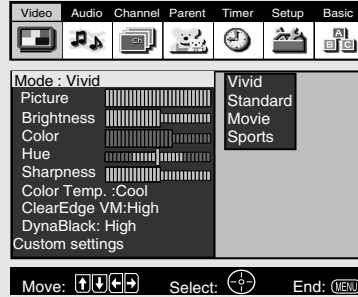 Video Audio Channel Parent Timer Setup Basic
Ch A B C
Mode : Vivid
Picture
Brightness
Color
Hue
Sharpness
Color Temp. :Cool
ClearEdge VM:High
DynaBlack: High
Custom settings
Vivid
Standard
Movie
Sports
Move: Select: End: MENU